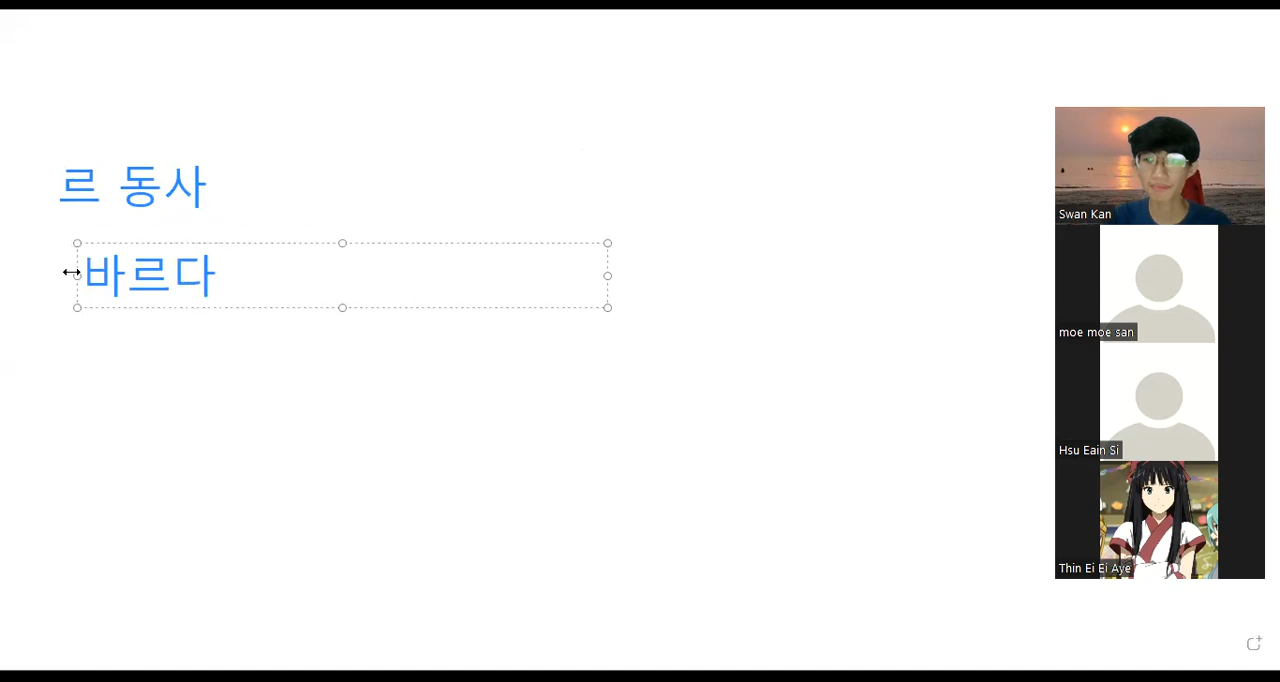 르 동사
바르다
Swan Kan
moe moe san
Hsu Eain Si
Thin Ei Ei Aye